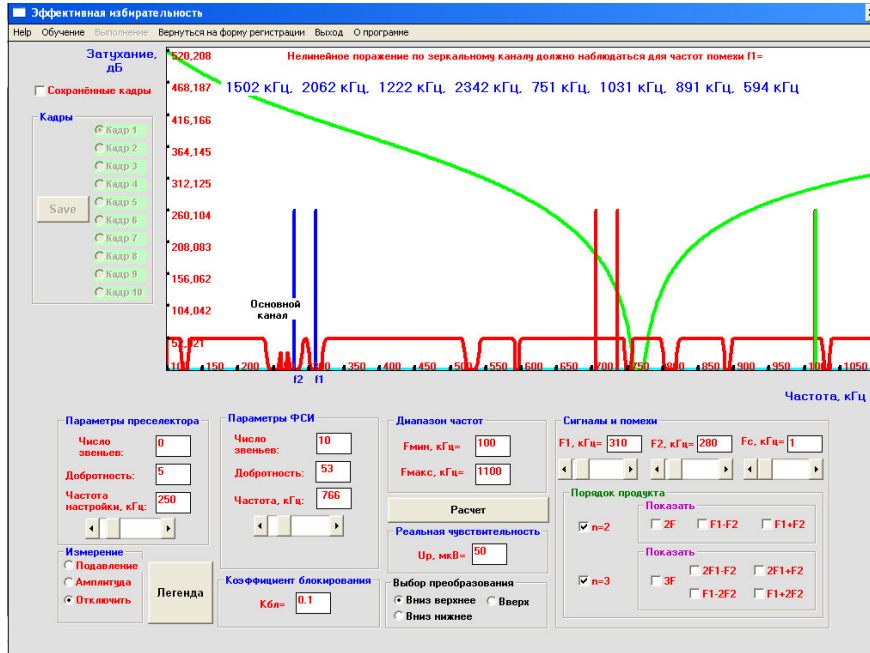 Эффективная избирательность
Help Обучение Выполнение Вернуться на форму регистрации Выход О программе
Затухание, дБ
Нелинейное поражение по зеркальному каналу должно наблюдаться для частот помехи f1=
1502 кГц, 2062 кГц, 1222 кГц, 2342 кГц, 751 кГц, 1031 кГц, 891 кГц, 594 кГц
520,208
468,187
416,166
364,145
312,125
260,104
208,083
156,062
104,042
Сохранённые кадры
Кадры
Кадр 1
Кадр 2
Кадр 3
Кадр 4
Кадр 5
Кадр 6
Кадр 7
Кадр 8
Кадр 9
Кадр 10
Save
Основной
канал
150 200 250 350 400 450 500 550 600 650 700 750 800 850 900 950 1050
f2 f1
Частота, кГц
Параметры преселектора
Число звеньев: 0
Добротность: 5
Частота настройки, кГц: 250
Параметры ФСИ
Число звеньев: 10
Добротность: 53
Частота, кГц: 766
Диапазон частот
Fмин, кГц= 100
Fмакс, кГц= 1100
Расчет
Реальная чувствительность
Uр, мкВ= 50
Сигналы и помехи
F1, кГц= 310 F2, кГц= 280 Fc, кГц= 1
Порядок продукта
Показать
n=2 2F F1-F2 F1+F2
Показать
n=3 3F 2F1-F2 2F1+F2
F1-2F2 F1+2F2
Измерение
Подавление
Амплитуда
Отключить
Легенда
Коэффициент блокирования
Кбл= 0.1
Выбор преобразования
Вниз верхнее Вверх
Вниз нижнее